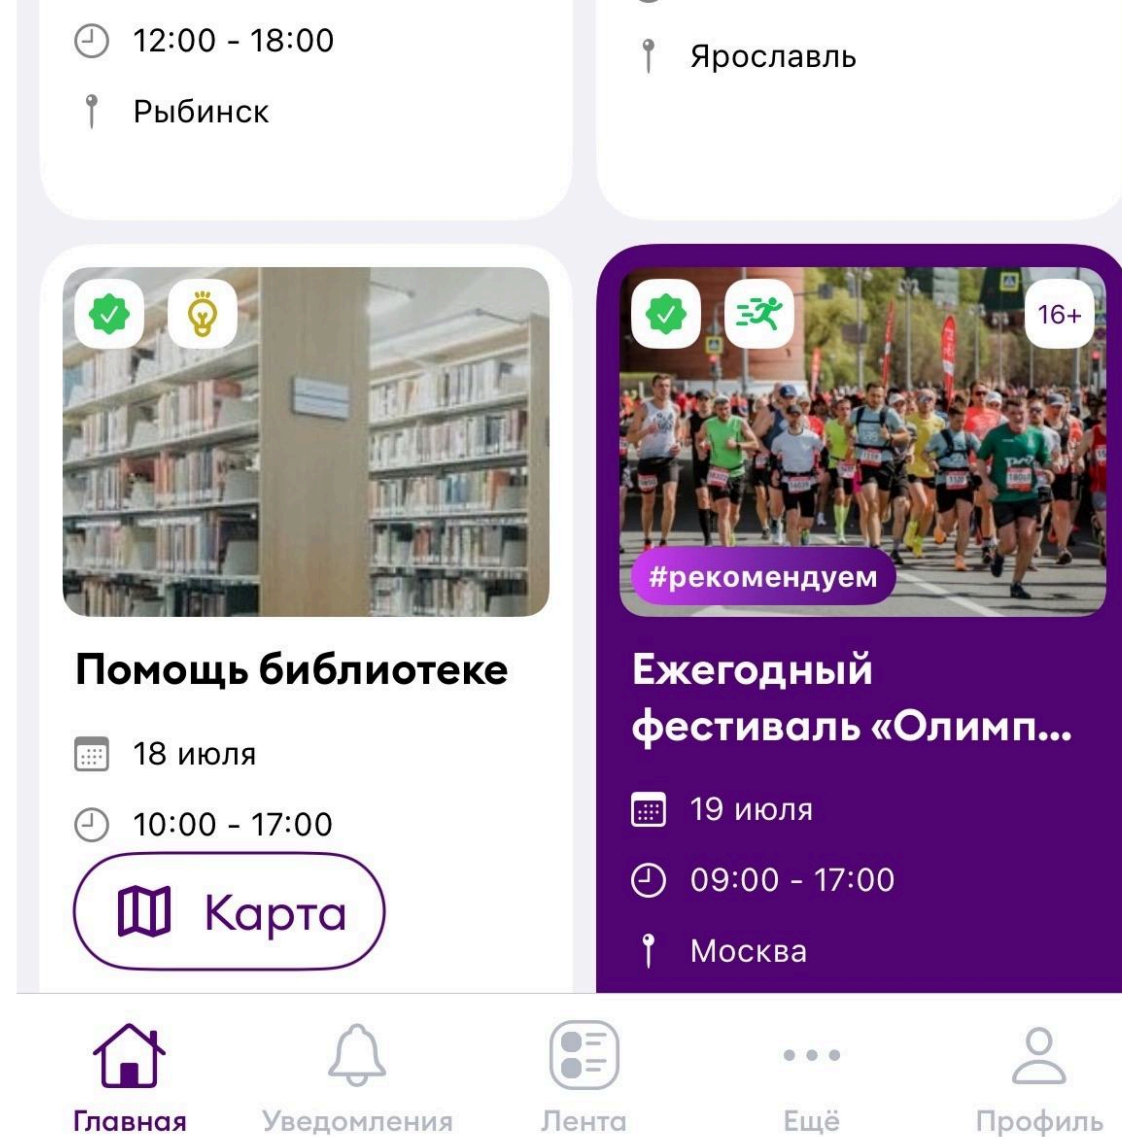 12:00 - 18:00
Рыбинск
Ярославль
Помощь библиотеке
18 июля
10:00 - 17:00
Карта
16+
#рекомендуем
Ежегодный
фестиваль «Олимп...
19 июля
09:00 - 17:00
Москва
Главная
Уведомления
Лента
Ещё
Профиль